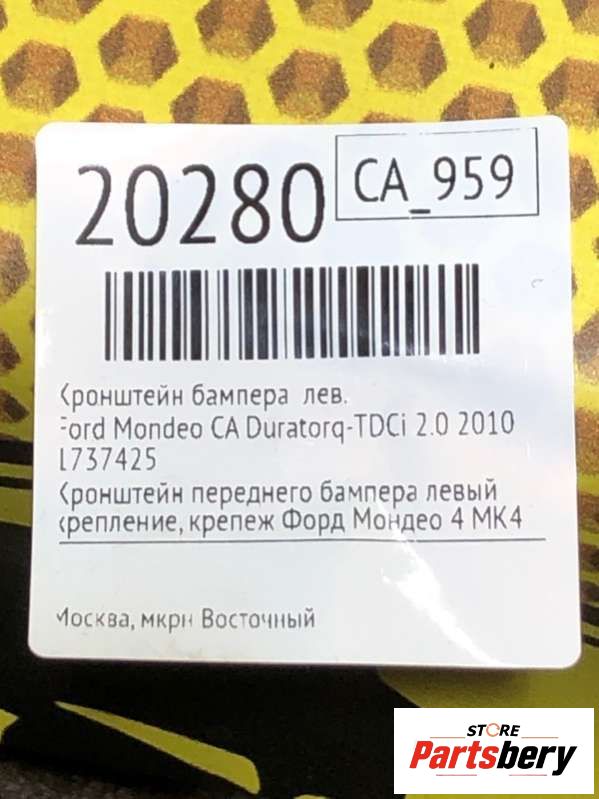 20280
CA_959
Кронштейн бампера лев.
Ford Mondeo CA Duratorq-TDCi 2.0 2010
1737425
Кронштейн переднего бампера левый
крепление, крепеж Форд Мондео 4 МК4
Москва, мкрн Восточный
STORE
Partsbery